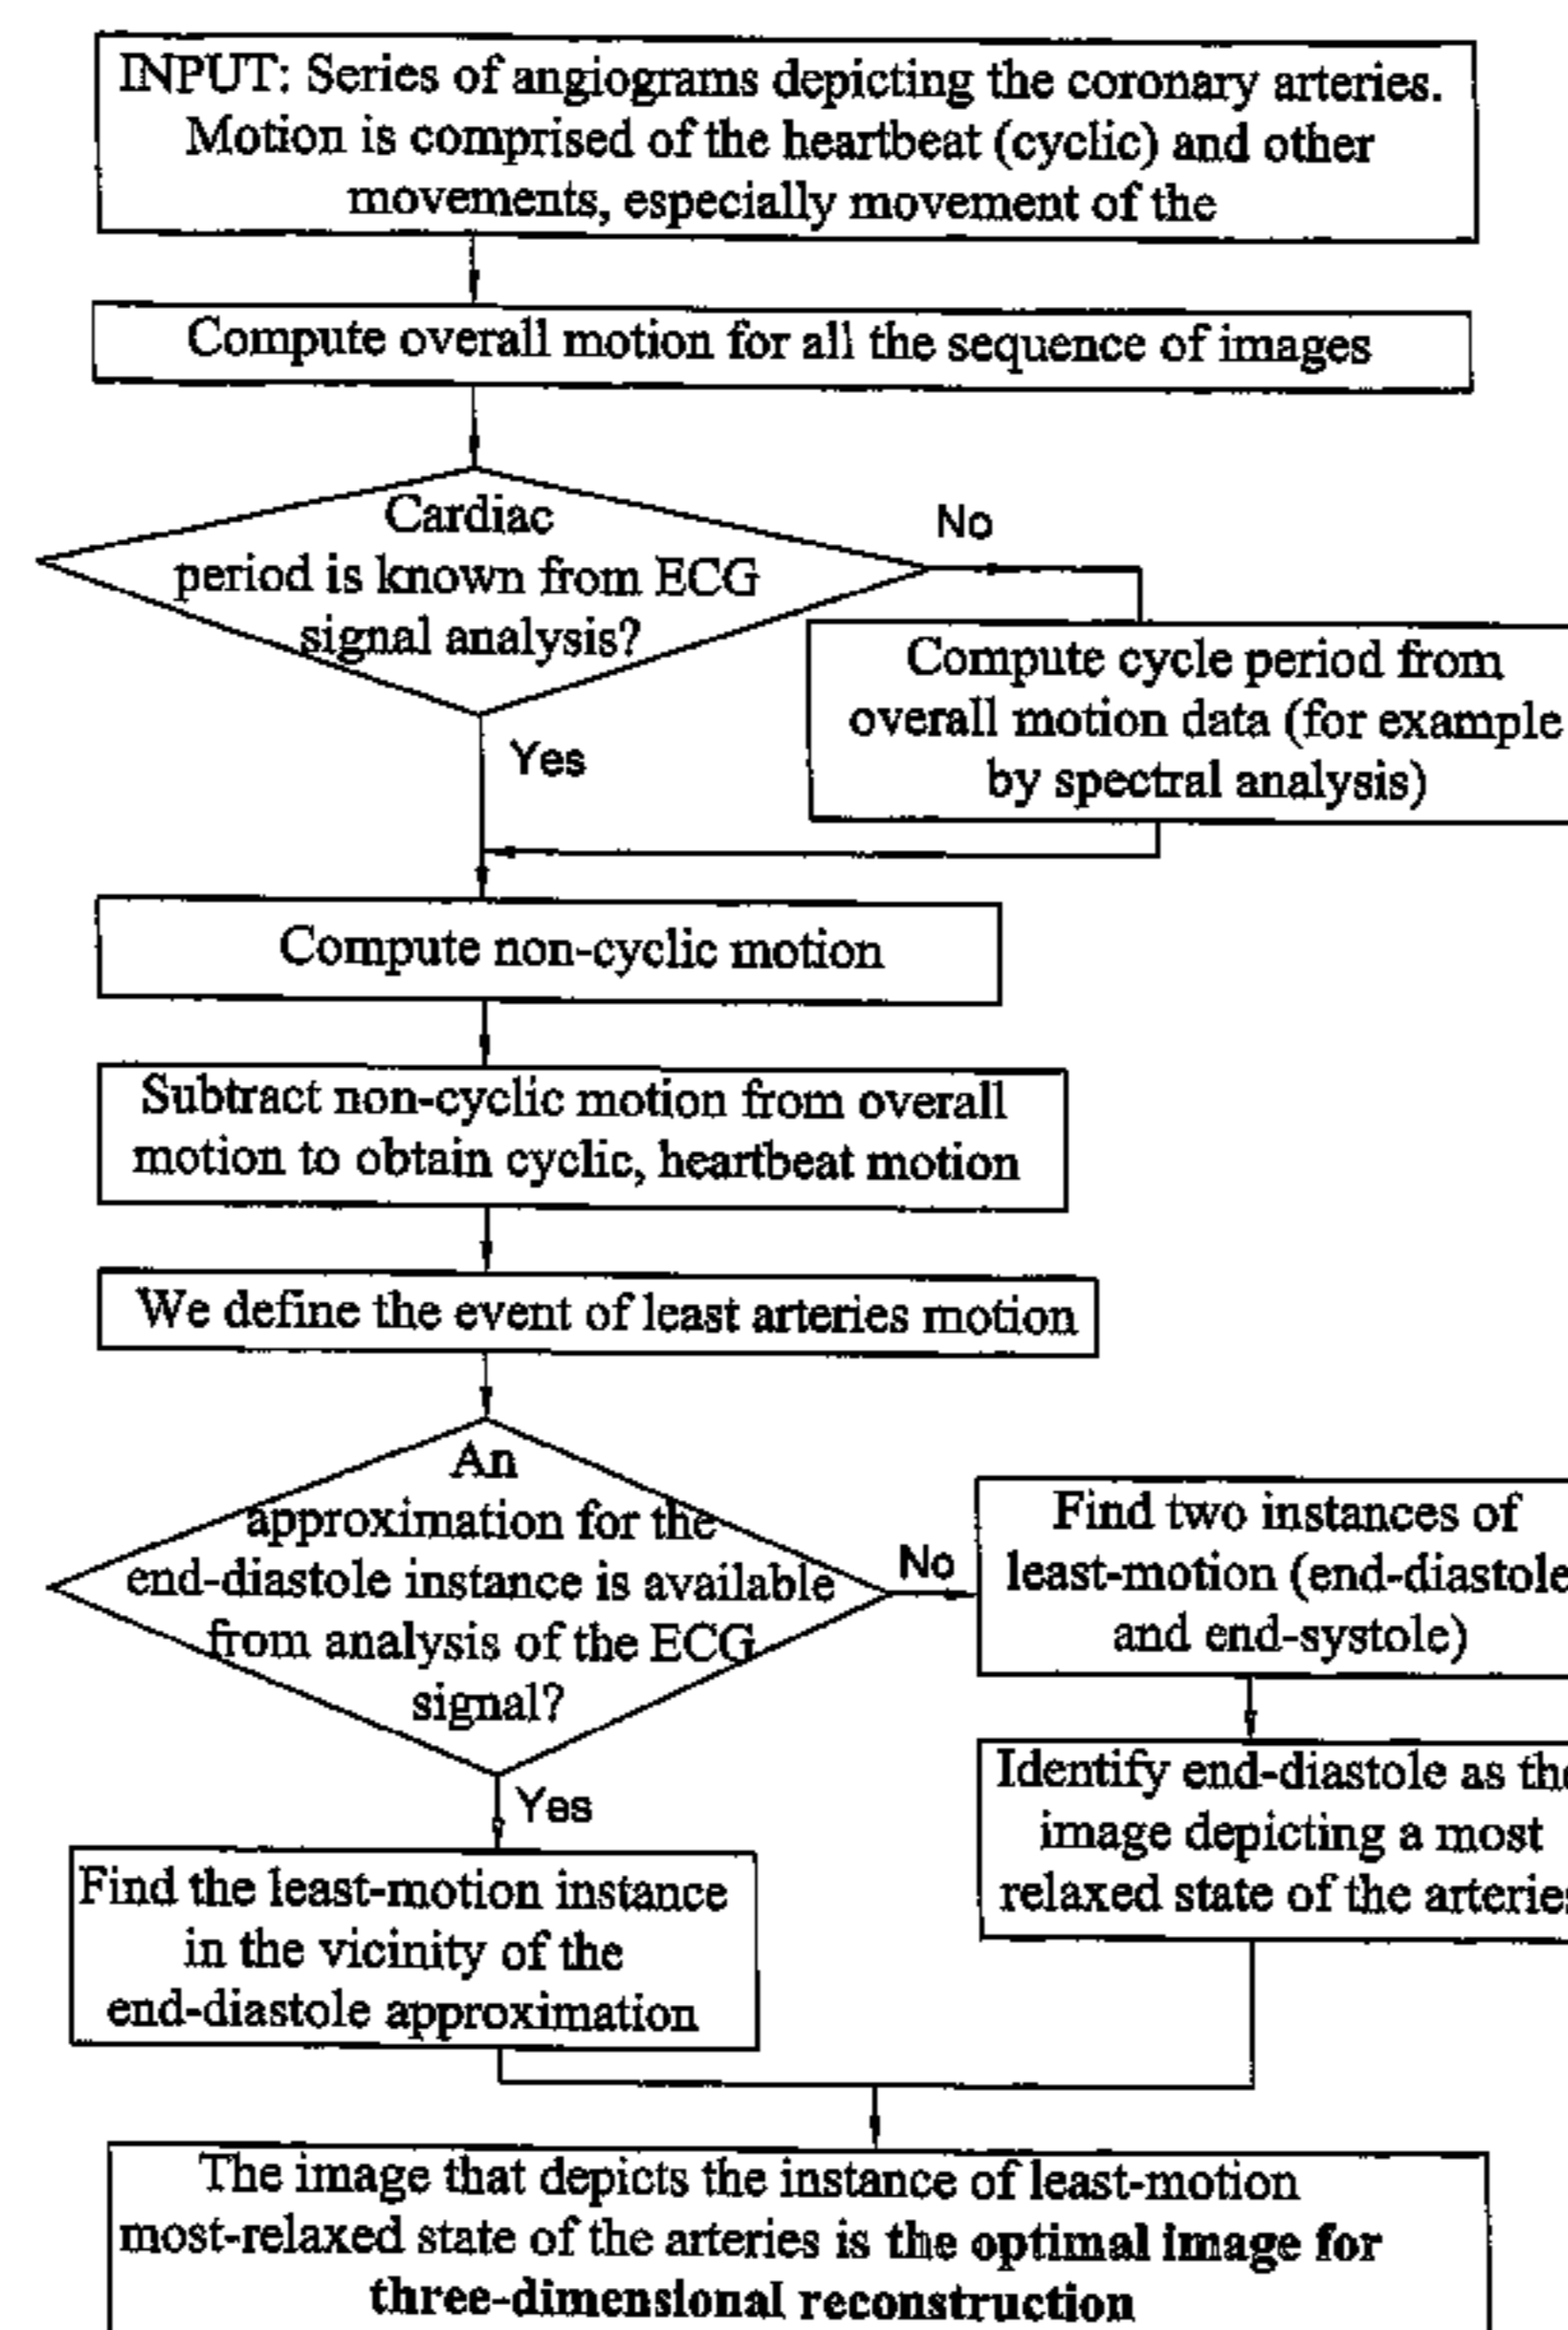 INPUT: Series of angiograms depicting the coronary arteries.
Motion is comprised of the heartbeat (cyclic) and other
movements, especially movement of the
Compute overall motion for all the sequence of images
Cardiac
period is known from ECG
signal analysis?
No
Compute cycle period from
overall motion data (for example
by spectral analysis)
Yes
Compute non-cyclic motion
Subtract non-cyclic motion from overall
motion to obtain cyclic, heartbeat motion
We define the event of least arteries motion
An
approximation for the
end-diastole instance is available
from analysis of the ECG
signal?
No
Find two instances of
least-motion (end-diastole
and end-systole)
Identify end-diastole as the
image depicting a most
relaxed state of the arteries
Yes
Find the least-motion instance
in the vicinity of the
end-diastole approximation
The image that depicts the instance of least-motion
most-relaxed state of the arteries is the optimal image for
three-dimensional reconstruction